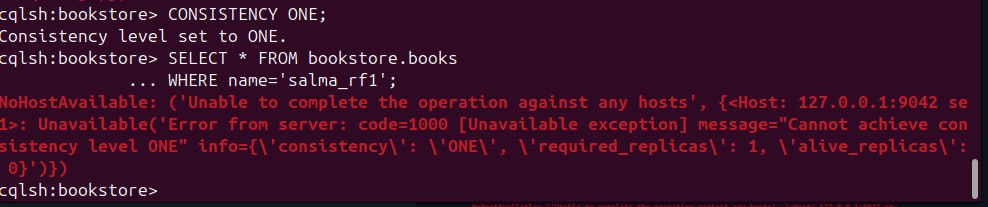 cqlsh:bookstore> CONSISTENCY ONE;
Consistency level set to ONE.
cqlsh:bookstore> SELECT * FROM bookstore.books
... WHERE name='salma_rf1';
NoHostAvailable: ('Unable to complete the operation against any hosts', {<Host: 127.0.0.1:9042 se
1>: Unavailable('Error from server: code=1000 [Unavailable exception] message="Cannot achieve con
sistency level ONE" info={\'consistency\': \'ONE\', \'required_replicas\': 1, \'alive_replicas\':
0}')})
cqlsh:bookstore>